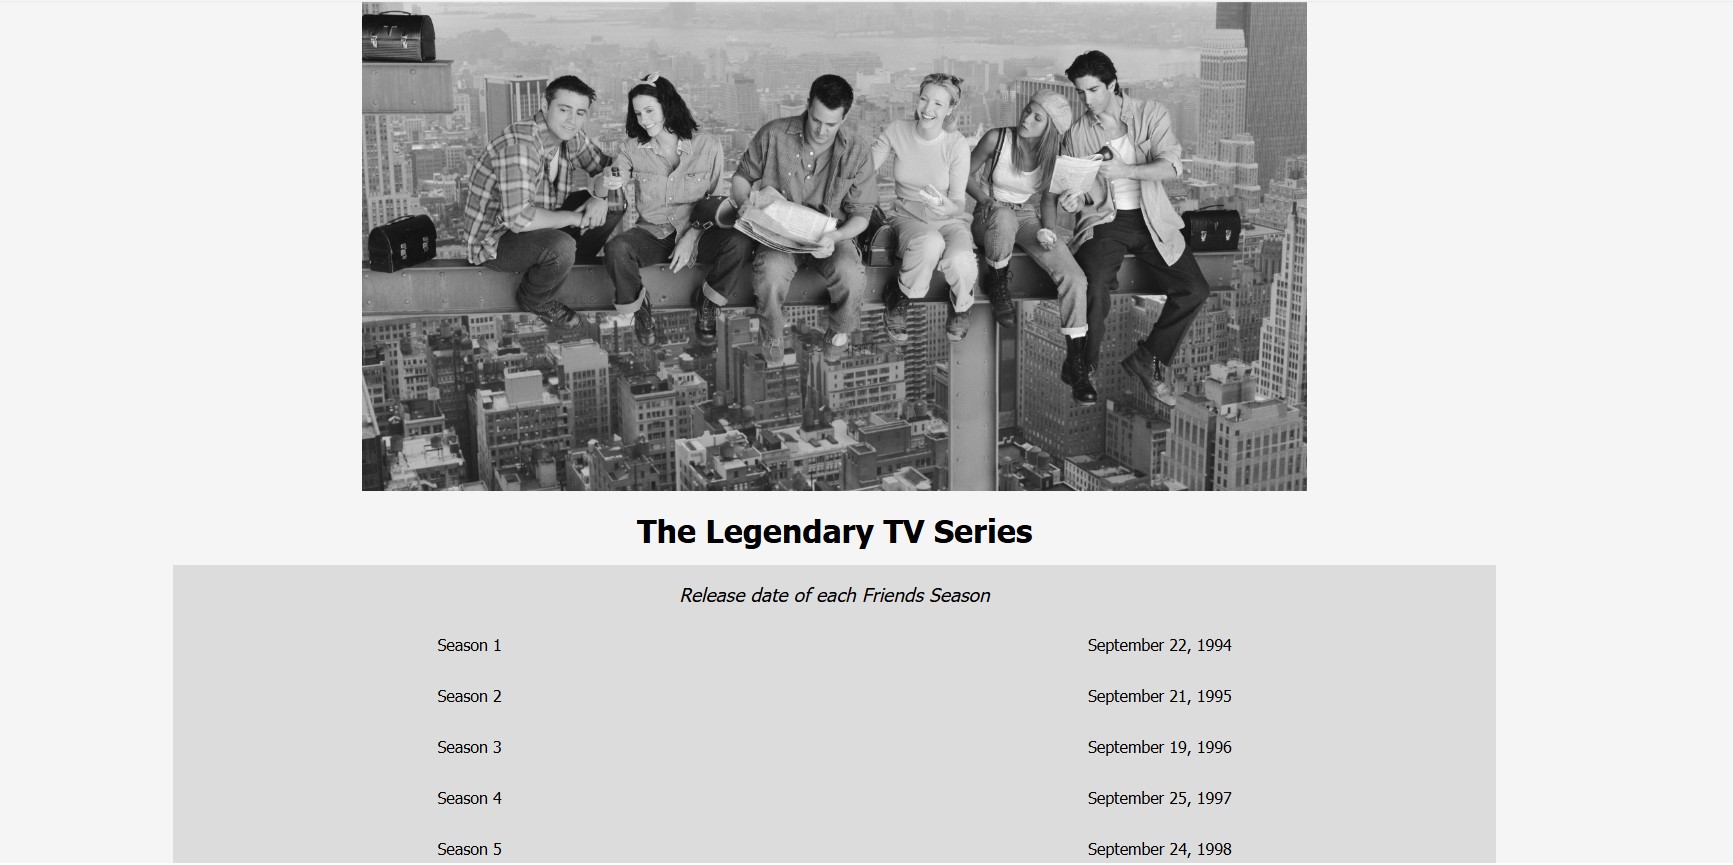 The Legendary TV Series
Release date of each Friends Season
Season 1 September 22, 1994
Season 2 September 21, 1995
Season 3 September 19, 1996
Season 4 September 25, 1997
Season 5 September 24, 1998